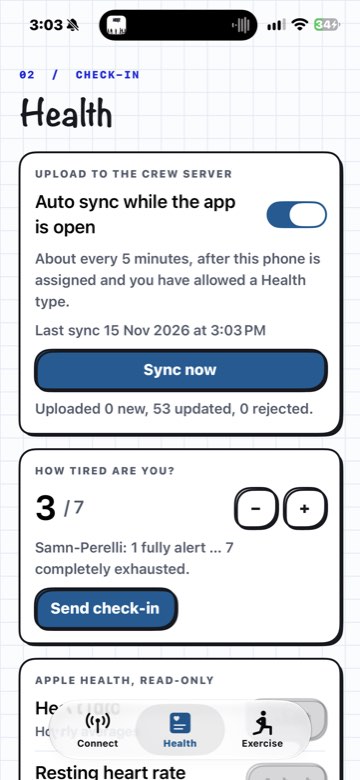 3:03
34
02 / CHECK-IN
Health
UPLOAD TO THE CREW SERVER
Auto sync while the app
is open
About every 5 minutes, after this phone is
assigned and you have allowed a Health
type.
Last sync 15 Nov 2026 at 3:03 PM
Sync now
Uploaded 0 new, 53 updated, 0 rejected.
HOW TIRED ARE YOU?
3 / 7
− +
Samn-Perelli: 1 fully alert ... 7
completely exhausted.
Send check-in
APPLE HEALTH, READ-ONLY
Connect
Health
Exercise
Resting heart rate